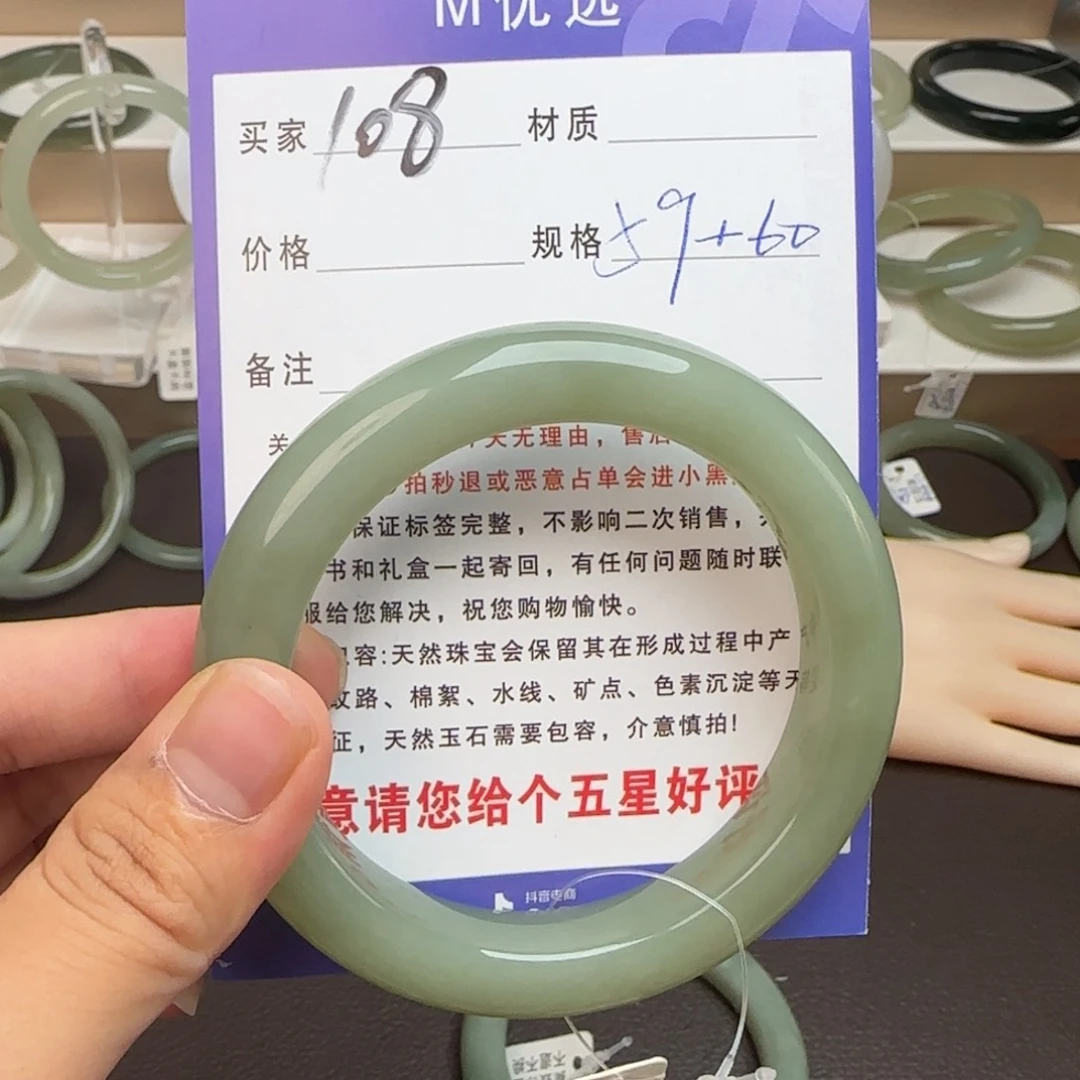 M优选
买家 108 材质
价格 规格 59+60
备注
关 天无理由，售后
拍秒退或恶意占单会进小黑
保证标签完整，不影响二次销售，
书和礼盒一起寄回，有任何问题随时联
服给您解决，祝您购物愉快。
容:天然珠宝会保留其在形成过程中产
纹路、棉絮、水线、矿点、色素沉淀等天
征，天然玉石需要包容，介意慎拍!
意请您给个五星好评
抖音电商